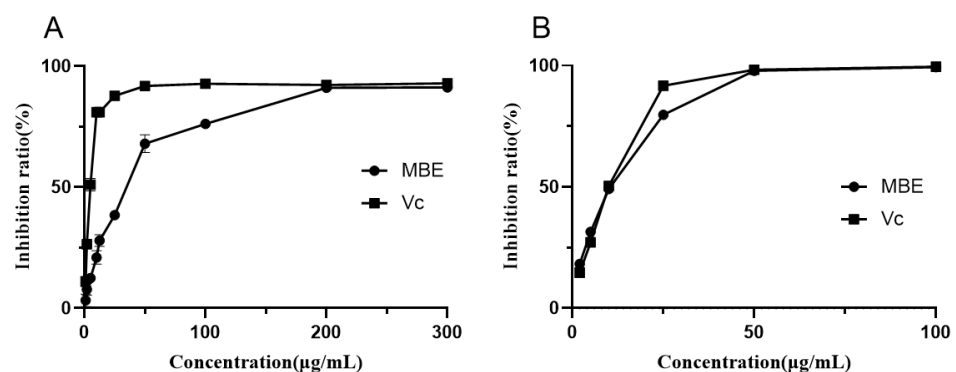 A
Inhibition ratio(%)
100
50
0
0 100 200 300
Concentration(μg/mL)
MBE
Vc
B
Inhibition ratio(%)
100
50
0
0 50 100
Concentration(μg/mL)
MBE
Vc